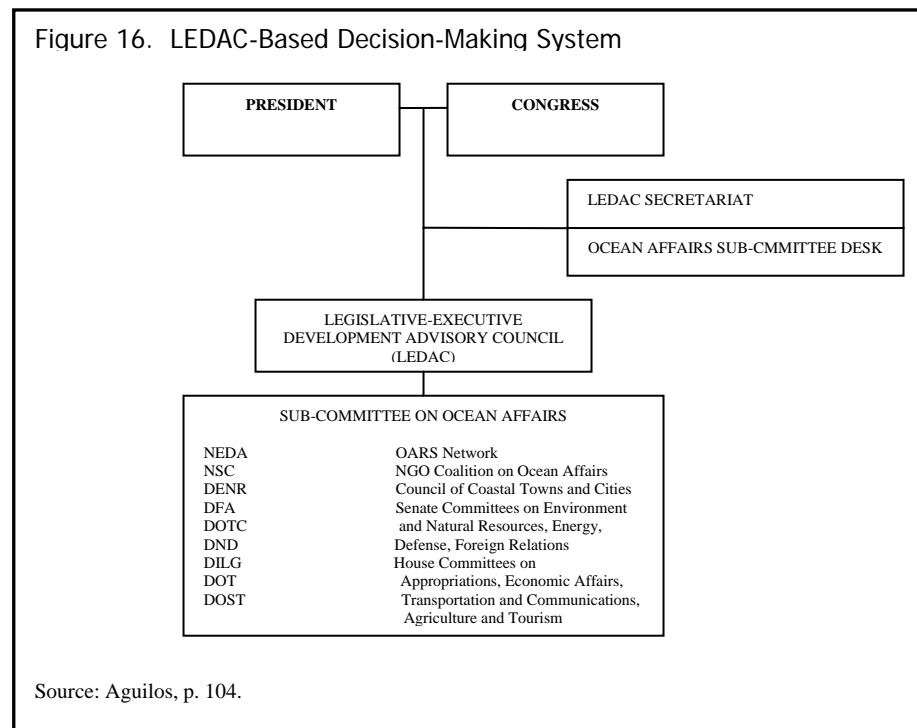 Figure 16. LEDAC-Based Decision-Making System
PRESIDENT
CONGRESS
LEDAC SECRETARIAT
OCEAN AFFAIRS SUB-CMMITTEE DESK
LEGISLATIVE-EXECUTIVE
DEVELOPMENT ADVISORY COUNCIL
(LEDAC)
SUB-COMMITTEE ON OCEAN AFFAIRS
NEDA OARS Network
NSC NGO Coalition on Ocean Affairs
DENR Council of Coastal Towns and Cities
DFA Senate Committees on Environment
DOTC and Natural Resources, Energy,
DND Defense, Foreign Relations
DILG House Committees on
DOT Appropriations, Economic Affairs,
DOST Transportation and Communications,
Agriculture and Tourism
Source: Aguilos, p. 104.